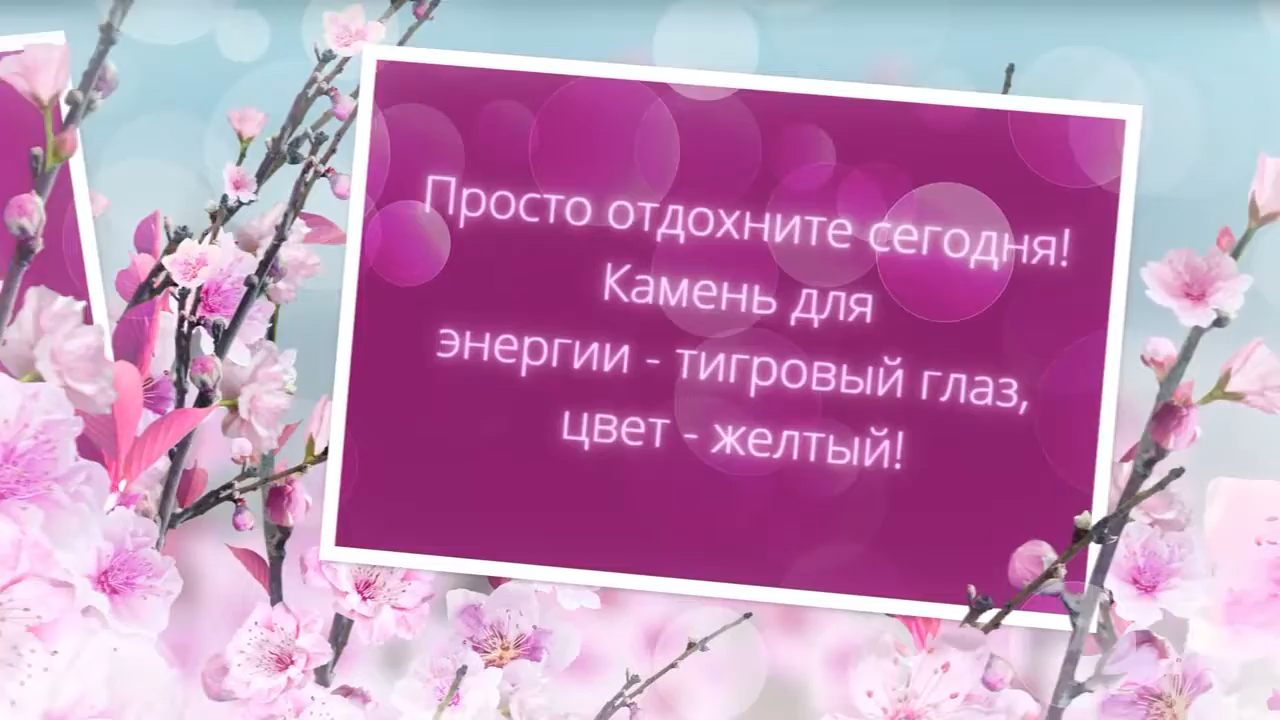 Просто отдохните сегодня!
Камень для
энергии - тигровый глаз,
цвет - желтый!